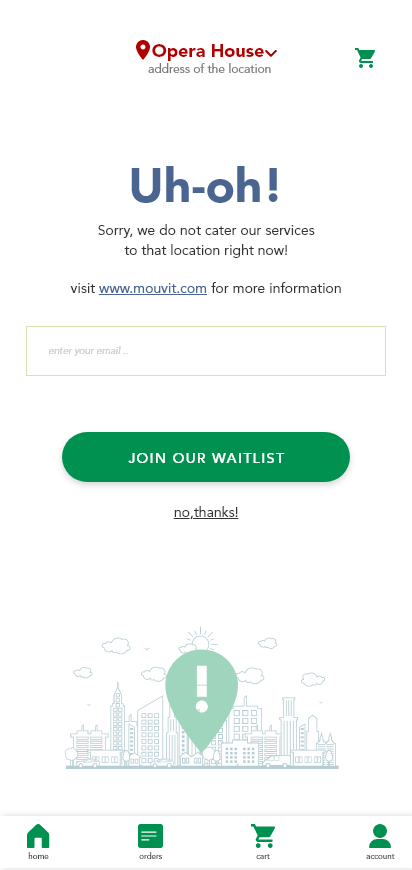 Opera House
address of the location
Uh-oh!
Sorry, we do not cater our services
to that location right now!
visit www.mouvit.com for more information
enter your email ..
JOIN OUR WAITLIST
no,thanks!
!
home orders cart account